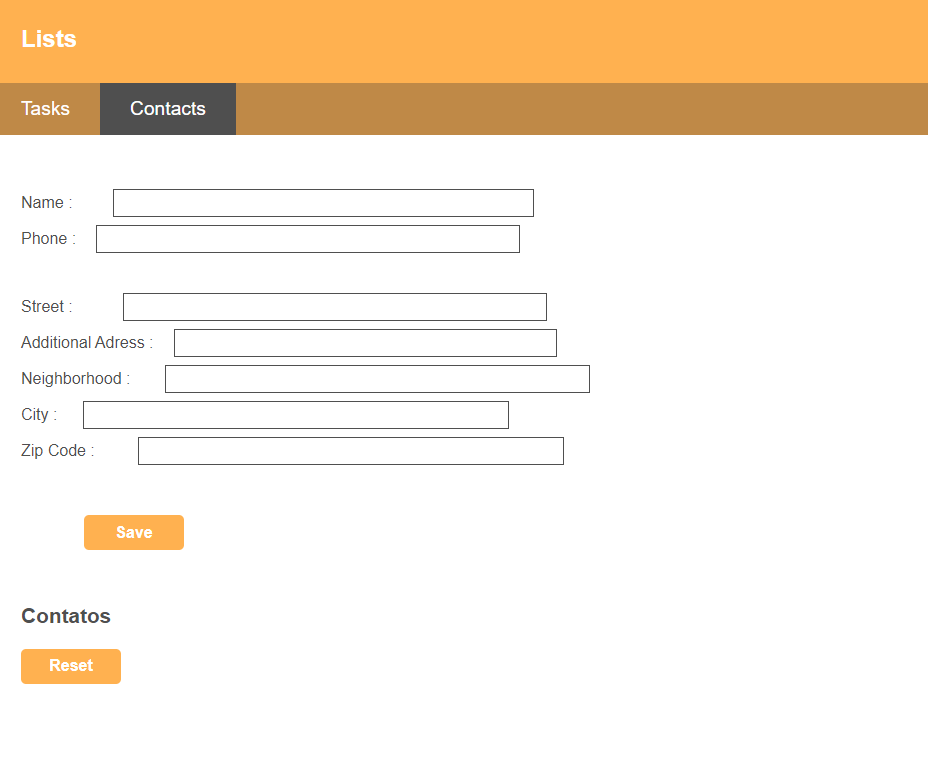 Lists
Tasks Contacts
Name :
Phone :
Street :
Additional Adress :
Neighborhood :
City :
Zip Code :
Save
Contatos
Reset